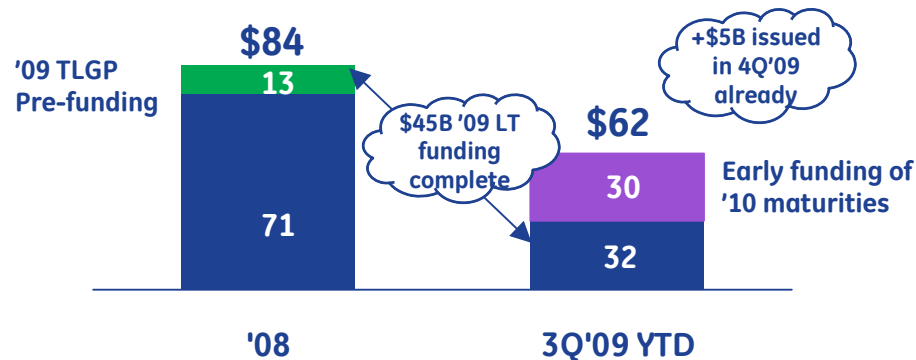 $84
'09 TLGP
Pre-funding
13
71
$45B '09 LT
funding
complete
+$5B issued
in 4Q'09
already
$62
30
32
Early funding of
'10 maturities
'08
3Q'09 YTD